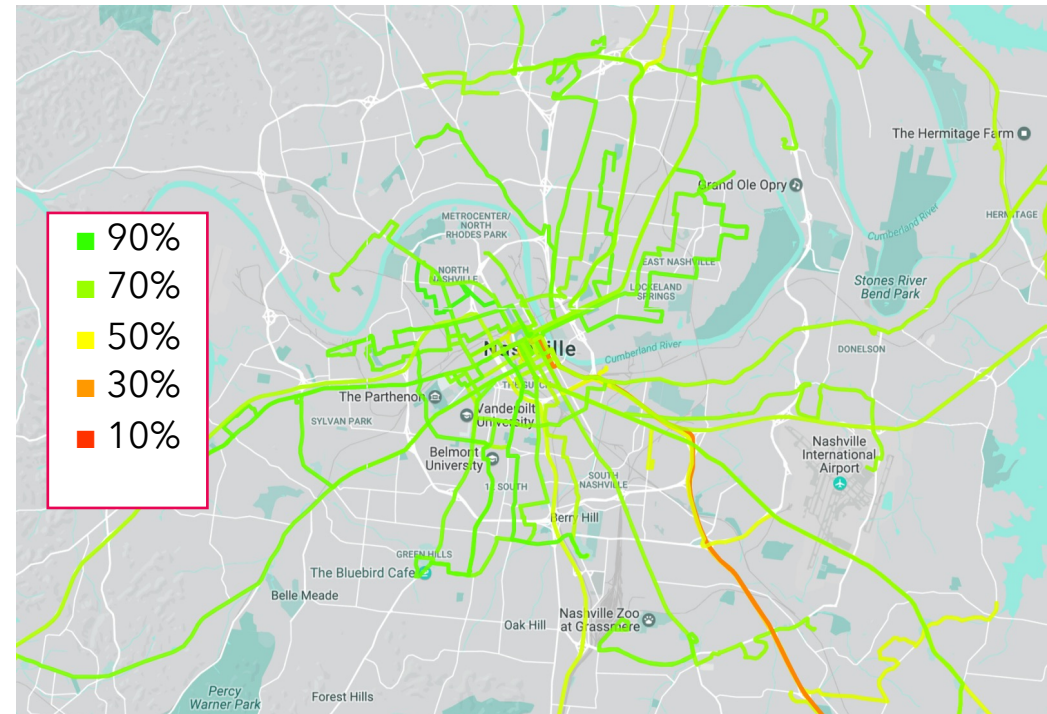 The Hermitage Farm
Grand Ole Opry
HERMITAGE
METROCENTER/
NORTH
RHODES PARK
Cumberland River
90%
70%
50%
30%
10%
EAST NASHVILLE
NORTH
NASHVILLE
LOCKELAND
SPRINGS
Stones River
Bend Park
Nashville
Cumberland River
DONELSON
THE GULCH
The Parthenon
Vanderbilt
University
SYLVAN PARK
Belmont
University
Nashville
International
Airport
SOUTH
NASHVILLE
SOUTH
Berry Hill
GREEN HILLS
The Bluebird Cafe
Belle Meade
Oak Hill
Nashville Zoo
at Grassmere
Percy
Warner Park
Forest Hills